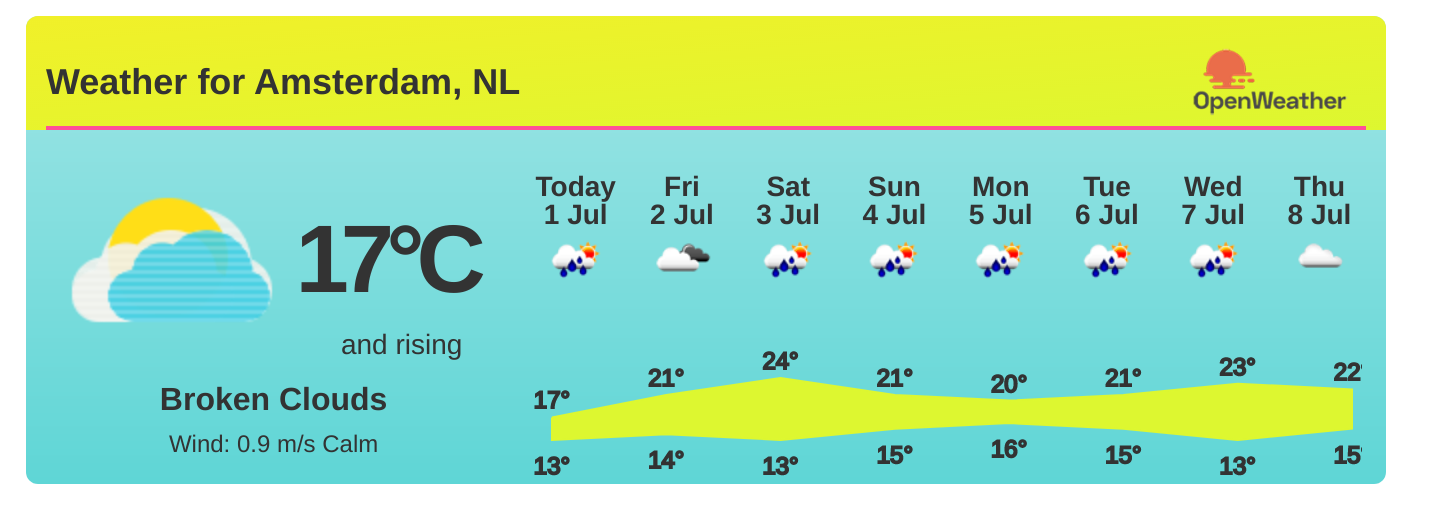 Weather for Amsterdam, NL
OpenWeather
Today Fri Sat Sun Mon Tue Wed Thu
1 Jul 2 Jul 3 Jul 4 Jul 5 Jul 6 Jul 7 Jul 8 Jul
17°C
and rising
Broken Clouds
Wind: 0.9 m/s Calm
17° 21° 24° 21° 20° 21° 23° 22°
13° 14° 13° 15° 16° 15° 13° 15°